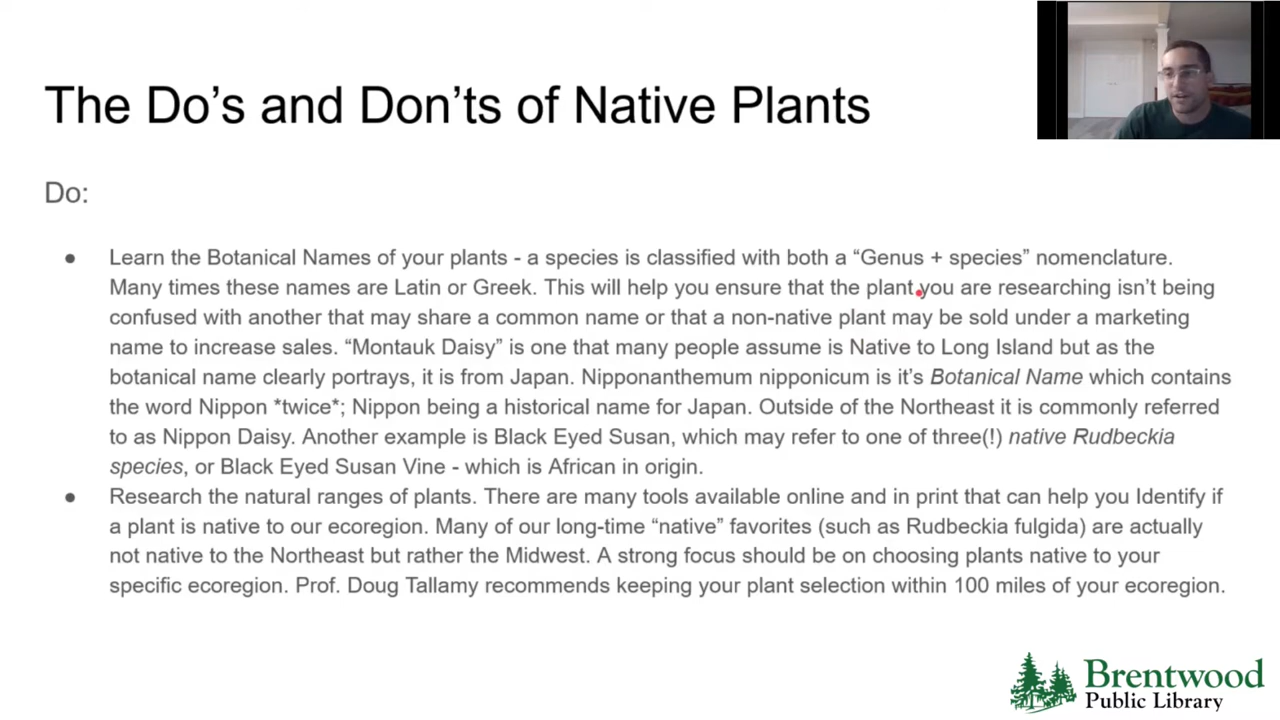 The Do’s and Don’ts of Native Plants
Do:
● Learn the Botanical Names of your plants - a species is classified with both a “Genus + species” nomenclature.
Many times these names are Latin or Greek. This will help you ensure that the plant you are researching isn’t being
confused with another that may share a common name or that a non-native plant may be sold under a marketing
name to increase sales. “Montauk Daisy” is one that many people assume is Native to Long Island but as the
botanical name clearly portrays, it is from Japan. Nipponanthemum nipponicum is it’s Botanical Name which contains
the word Nippon *twice*; Nippon being a historical name for Japan. Outside of the Northeast it is commonly referred
to as Nippon Daisy. Another example is Black Eyed Susan, which may refer to one of three(!) native Rudbeckia
species, or Black Eyed Susan Vine - which is African in origin.
● Research the natural ranges of plants. There are many tools available online and in print that can help you Identify if
a plant is native to our ecoregion. Many of our long-time “native” favorites (such as Rudbeckia fulgida) are actually
not native to the Northeast but rather the Midwest. A strong focus should be on choosing plants native to your
specific ecoregion. Prof. Doug Tallamy recommends keeping your plant selection within 100 miles of your ecoregion.
Brentwood
Public Library